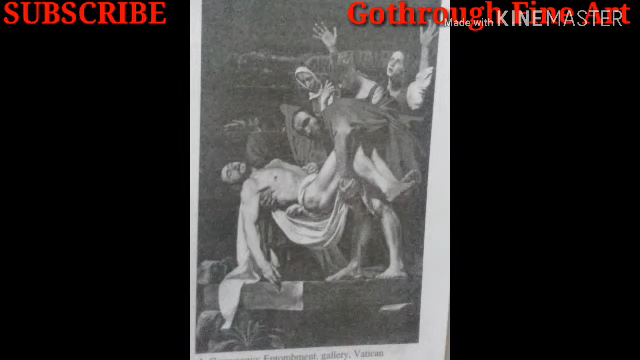 SUBSCRIBE
Gothrough Fine Art
Made with KINEMASTER
Entombment, gallery, Vatican